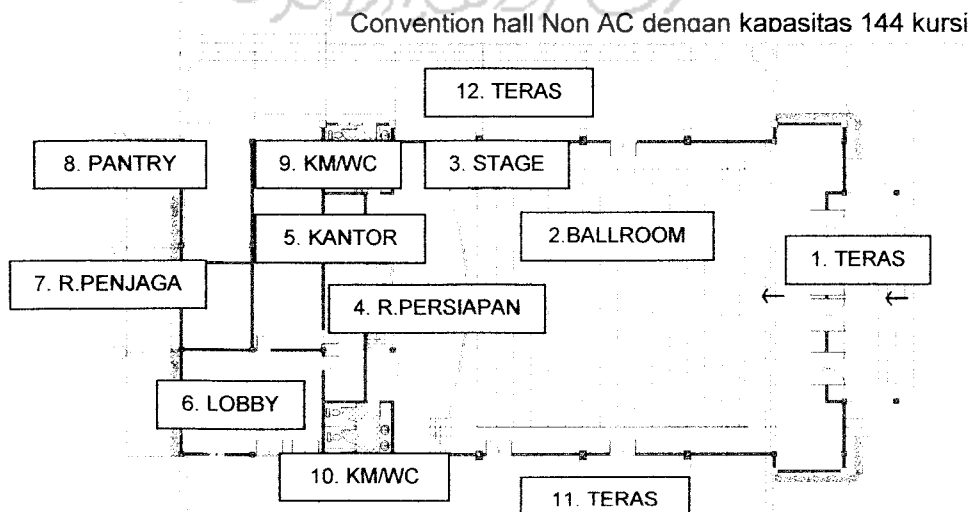 Convention hall Non AC dengan kapasitas 144 kursi
12. TERAS
8. PANTRY
9. KM/WC
3. STAGE
5. KANTOR
2.BALLROOM
1. TERAS
7. R.PENJAGA
4. R.PERSIAPAN
6. LOBBY
10. KM/WC
11. TERAS